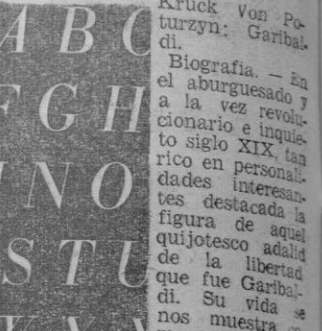 A B C
F G H
N O
S T U
Kruck Von Po-
turzyn: Garibal-
di.
Biografía. — En
el aburguesado y
a la vez revolu-
cionario e inquie-
to siglo XIX, tan
rico en personali-
dades interesan-
tes destacada la
figura de aquel
quijotesco adalid
de la libertad
que fue Garibal-
di. Su vida se
nos muestra